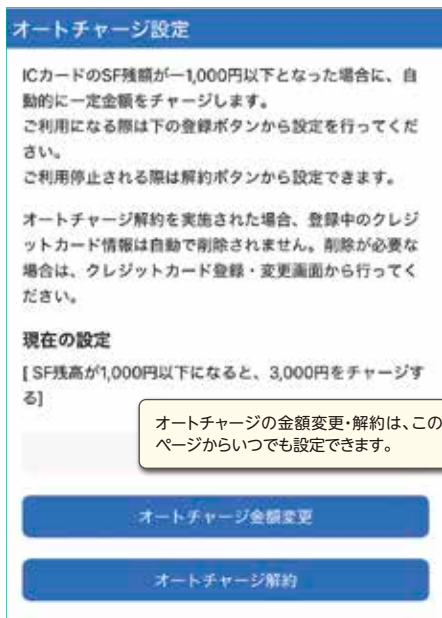 オートチャージ設定
ICカードのSF残額が一1,000円以下となった場合に、自
動的に一定金額をチャージします。
ご利用になる際は下の登録ボタンから設定を行ってくだ
さい。
ご利用停止される際は解約ボタンから設定できます。
オートチャージ解約を実施された場合、登録中のクレジ
ットカード情報は自動で削除されません。削除が必要な
場合は、クレジットカード登録・変更画面から行ってく
ださい。
現在の設定
[ SF残高が1,000円以下になると、3,000円をチャージす
る]
オートチャージの金額変更・解約は、この
ページからいつでも設定できます。
オートチャージ金額変更
オートチャージ解約